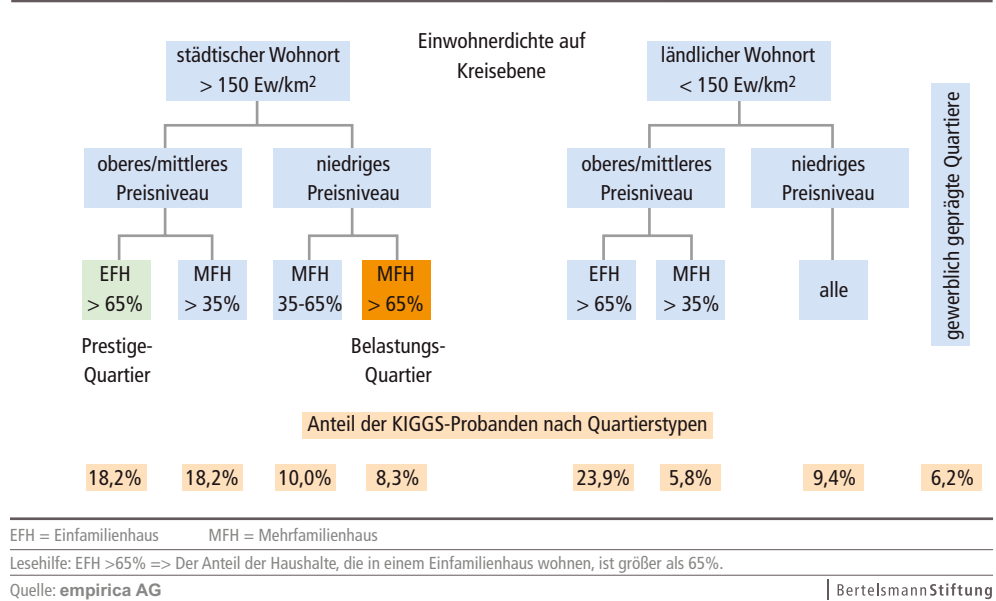 Einwohnerdichte auf
Kreisebene
städtischer Wohnort
> 150 Ew/km²
ländlicher Wohnort
< 150 Ew/km²
oberes/mittleres
Preisniveau
niedriges
Preisniveau
oberes/mittleres
Preisniveau
niedriges
Preisniveau
gewerblich geprägte Quartiere
EFH
> 65%
MFH
> 35%
MFH
35-65%
MFH
> 65%
EFH
> 65%
MFH
> 35%
alle
Prestige-
Quartier
Belastungs-
Quartier
Anteil der KIGGS-Probanden nach Quartierstypen
18,2%
18,2%
10,0%
8,3%
23,9%
5,8%
9,4%
6,2%
EFH = Einfamilienhaus MFH = Mehrfamilienhaus
Lesehilfe: EFH >65% => Der Anteil der Haushalte, die in einem Einfamilienhaus wohnen, ist größer als 65%.
Quelle: empirica AG
BertelsmannStiftung